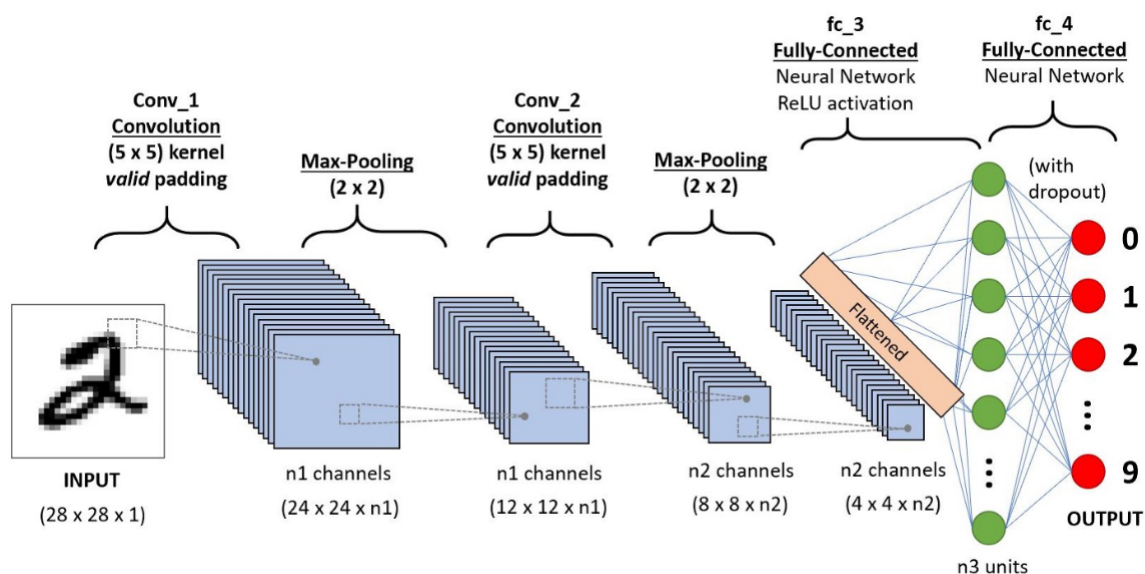 fc_3
Fully-Connected
Neural Network
ReLU activation
fc_4
Fully-Connected
Neural Network
Conv_1
Convolution
(5 x 5) kernel
valid padding
Max-Pooling
(2 x 2)
Conv_2
Convolution
(5 x 5) kernel
valid padding
Max-Pooling
(2 x 2)
(with
dropout)
0
1
2
9
Flattened
2
INPUT
(28 x 28 x 1)
n1 channels
(24 x 24 x n1)
n1 channels
(12 x 12 x n1)
n2 channels
(8 x 8 x n2)
n2 channels
(4 x 4 x n2)
OUTPUT
n3 units